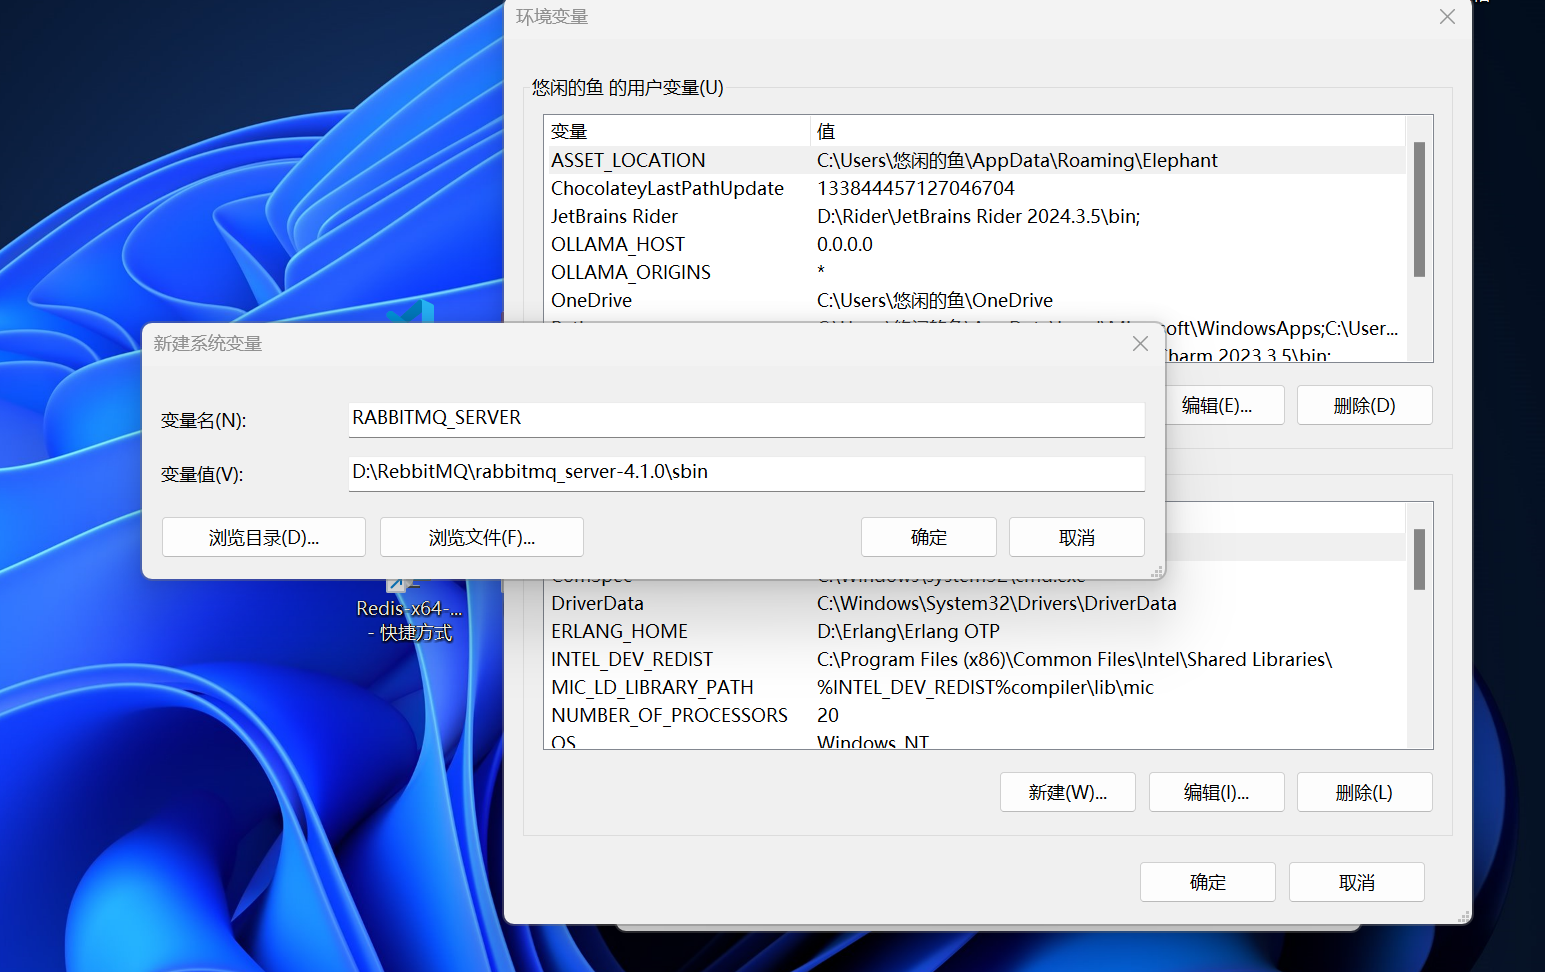 环境变量
悠闲的鱼 的用户变量(U)
变量 值
ASSET_LOCATION C:\Users\悠闲的鱼\AppData\Roaming\Elephant
ChocolateyLastPathUpdate 133844457127046704
JetBrains Rider D:\Rider\JetBrains Rider 2024.3.5\bin;
OLLAMA_HOST 0.0.0.0
OLLAMA_ORIGINS *
OneDrive C:\Users\悠闲的鱼\OneDrive
oft\WindowsApps;C:\User...
harm 2023.3.5\bin;
编辑(E)... 删除(D)
新建系统变量
变量名(N): RABBITMQ_SERVER
变量值(V): D:\RebbitMQ\rabbitmq_server-4.1.0\sbin
浏览目录(D)... 浏览文件(F)... 确定 取消
ComSpec C:\Windows\system32\cmd.exe
DriverData C:\Windows\System32\Drivers\DriverData
ERLANG_HOME D:\Erlang\Erlang OTP
INTEL_DEV_REDIST C:\Program Files (x86)\Common Files\Intel\Shared Libraries\
MIC_LD_LIBRARY_PATH %INTEL_DEV_REDIST%compiler\lib\mic
NUMBER_OF_PROCESSORS 20
OS Windows_NT
新建(W)... 编辑(I)... 删除(L)
确定 取消
Redis-x64-...
- 快捷方式